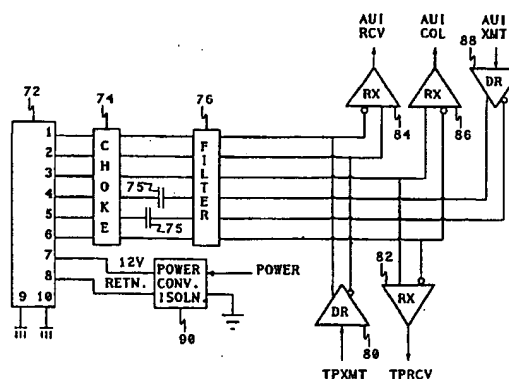 AUI RCV
AUI COL
AUI XMT
88
DR
72
74
76
RX
84
RX
86
1
2
3
4
5
6
7
8
9 10
CHOKE
FILTER
75
75
12V
RETN.
POWER CONV. ISOLN.
POWER
90
82
DR
80
RX
TPXMT
TPRCV